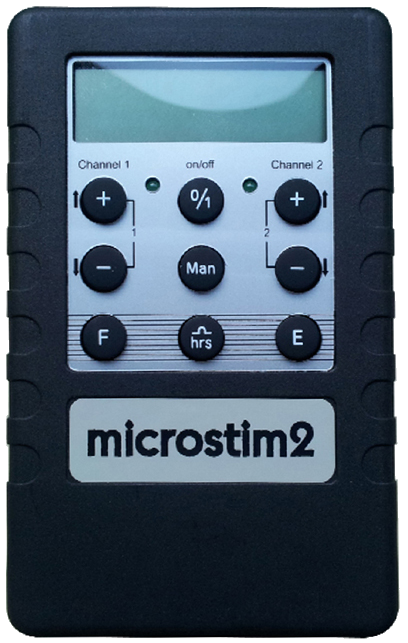 Channel 1 on/off Channel 2
+ 0/1 +
1 2
− Man −
F hrs E
microstim2